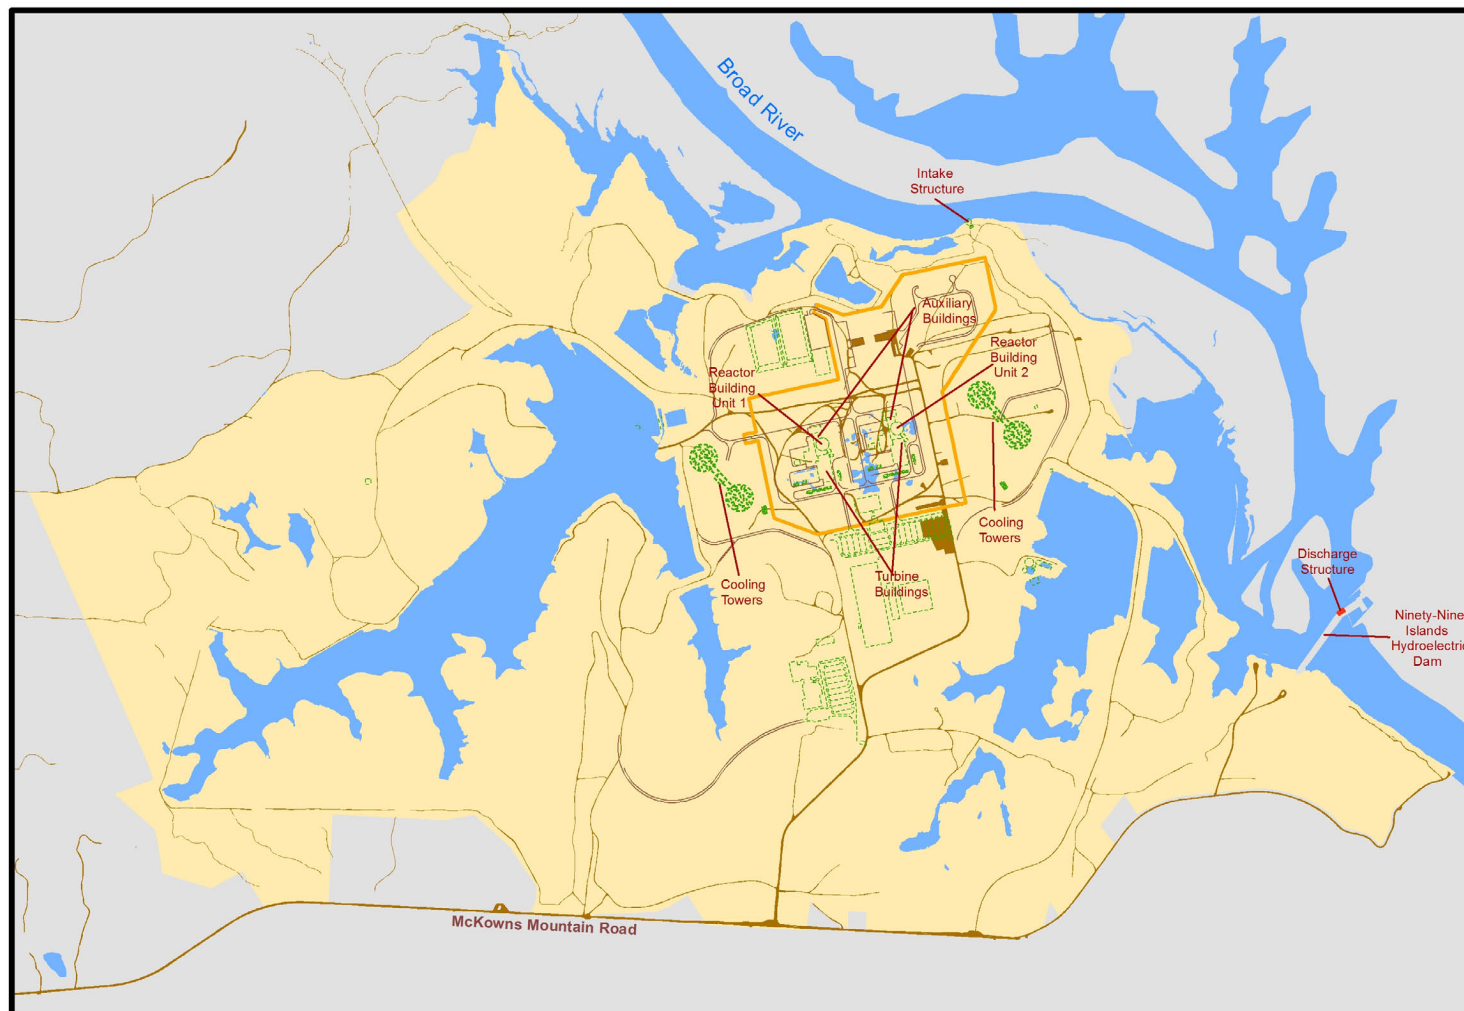 Broad River
Intake
Structure
Auxiliary
Buildings
Reactor
Building
Unit 2
Reactor
Building
Unit 1
Cooling
Towers
Discharge
Structure
Cooling
Towers
Turbine
Buildings
Ninety-Nine
Islands
Hydroelectric
Dam
McKowns Mountain Road